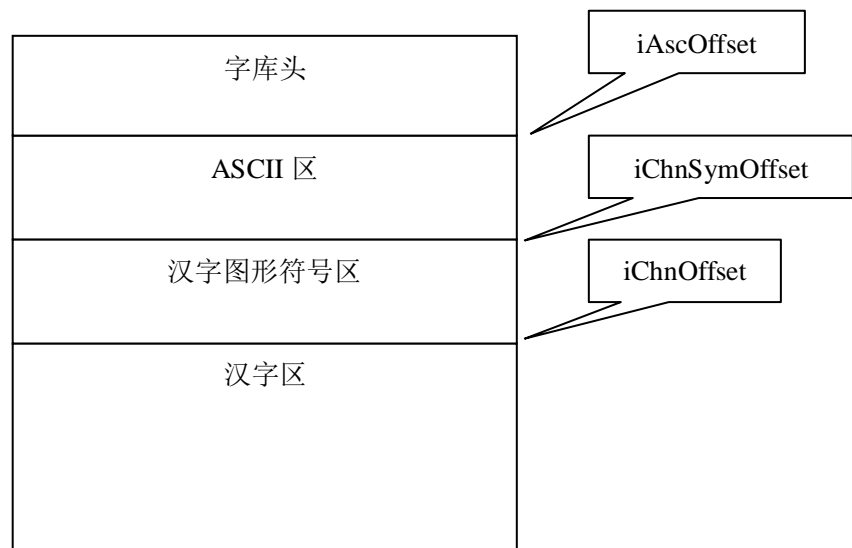 iAscOffset
字库头
ASCII 区
iChnSymOffset
汉字图形符号区
iChnOffset
汉字区